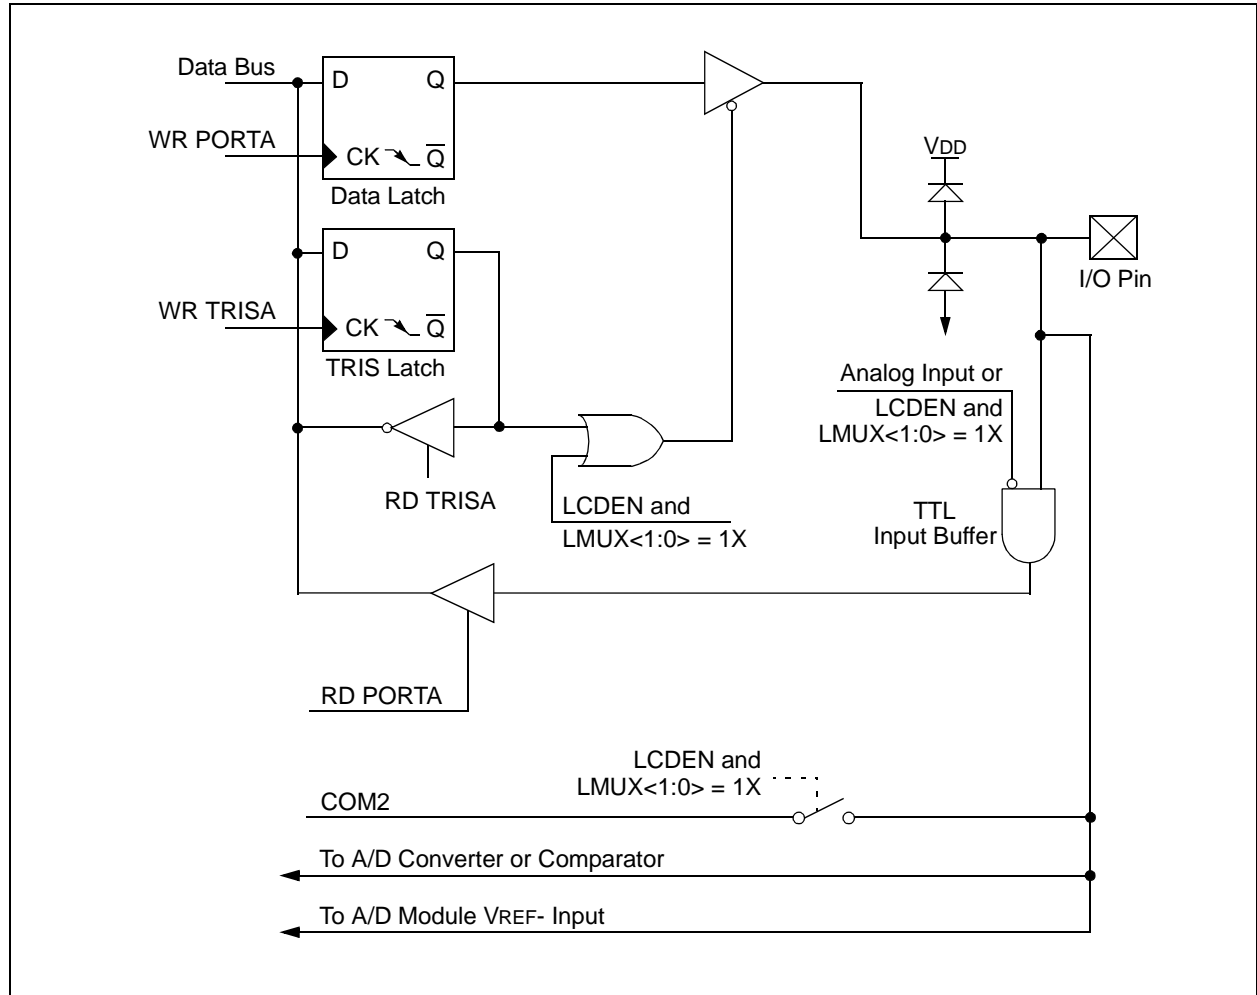 Data Bus
D Q
WR PORTA
CK Q̅
Data Latch
VDD
I/O Pin
D Q
WR TRISA
CK Q̅
TRIS Latch
RD TRISA
LCDEN and
LMUX<1:0> = 1X
Analog Input or
LCDEN and
LMUX<1:0> = 1X
TTL
Input Buffer
RD PORTA
LCDEN and
LMUX<1:0> = 1X
COM2
To A/D Converter or Comparator
To A/D Module VREF- Input